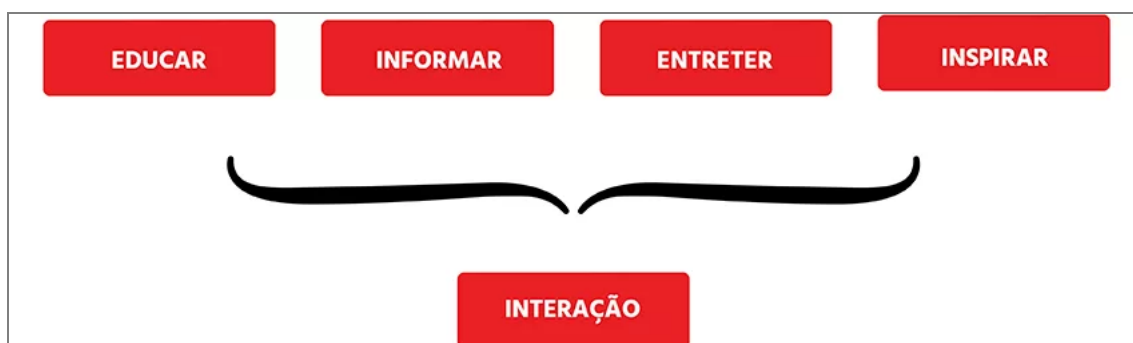 EDUCAR
INFORMAR
ENTRETER
INSPIRAR
INTERAÇÃO